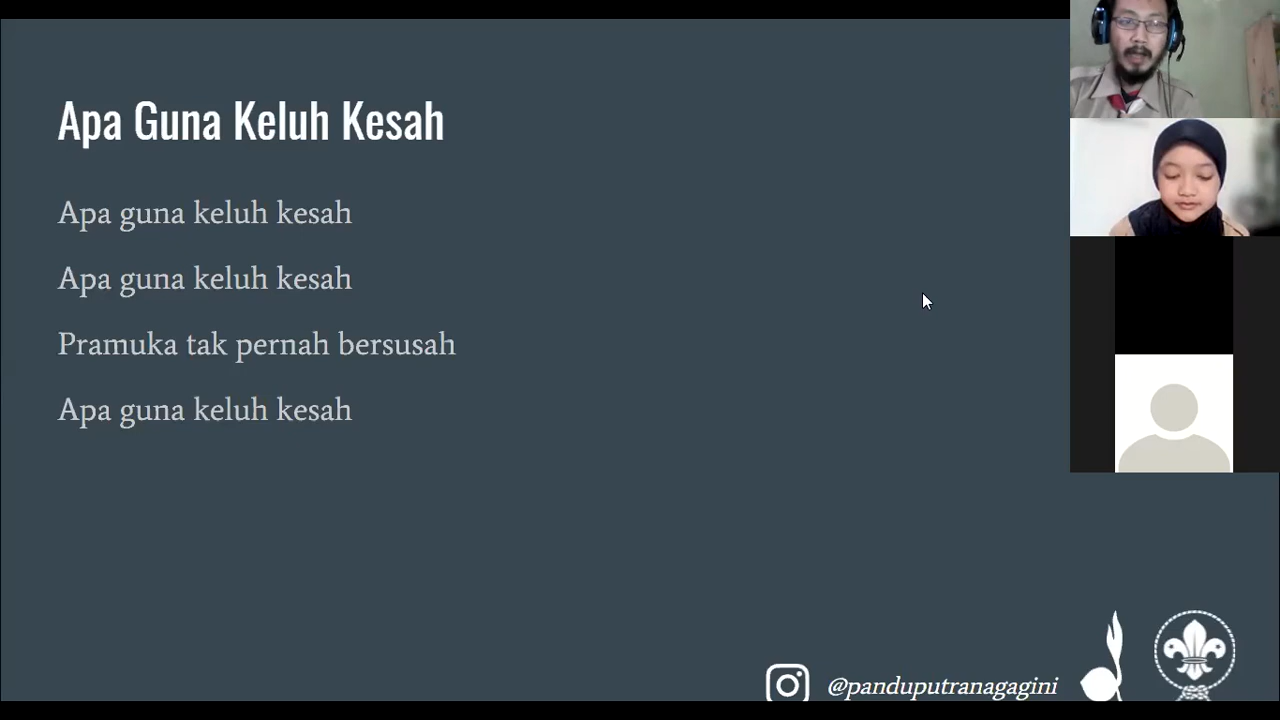 Apa Guna Keluh Kesah
Apa guna keluh kesah
Apa guna keluh kesah
Pramuka tak pernah bersusah
Apa guna keluh kesah
@panduputranagagini